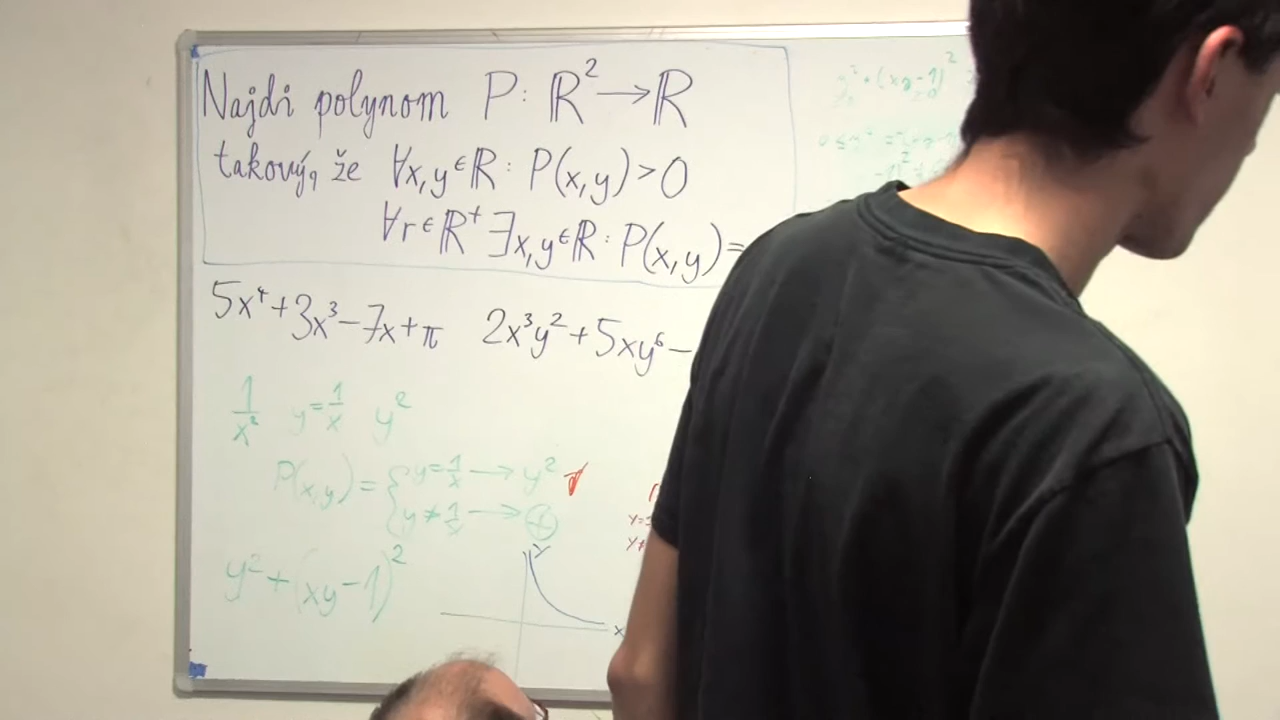 Najdi polynom P: ℝ² → ℝ
takový, že ∀x,y ∈ ℝ : P(x,y) > 0
∀r ∈ ℝ⁺ ∃x,y ∈ ℝ : P(x,y) =
5x⁴ + 3x³ − 7x + π   2x³y² + 5xy⁶ −
1/x²   y = 1/x   y²
P(x,y) = { y = 1/x → y²
y ≠ 1/x → +
y² + (xy − 1)²
y
x